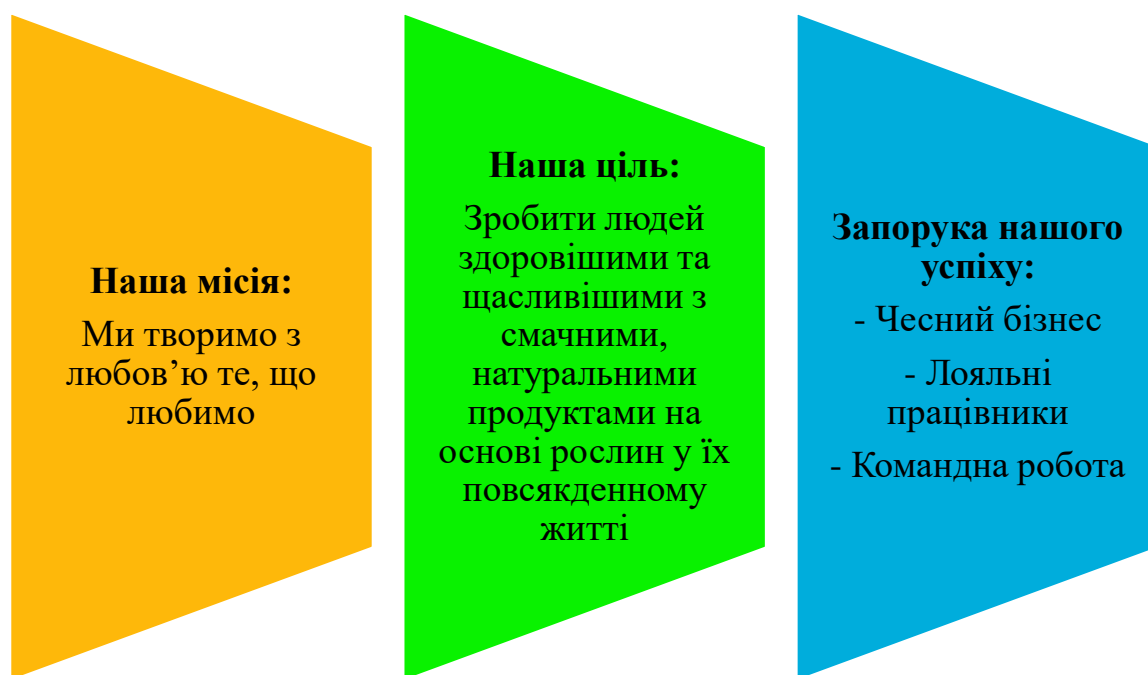 Наша місія:
Ми творимо з
любов’ю те, що
любимо
Наша ціль:
Зробити людей
здоровішими та
щасливішими з
смачними,
натуральними
продуктами на
основі рослин у їх
повсякденному
житті
Запорука нашого
успіху:
- Чесний бізнес
- Лояльні
працівники
- Командна робота